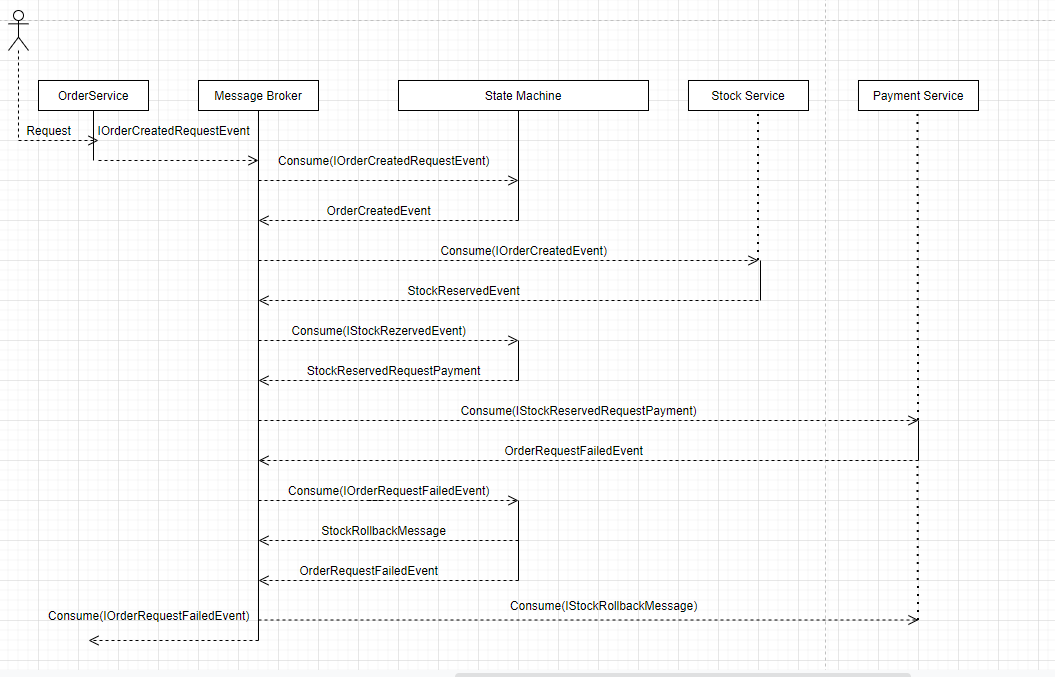 OrderService
Message Broker
State Machine
Stock Service
Payment Service
Request
IOrderCreatedRequestEvent
Consume(IOrderCreatedRequestEvent)
OrderCreatedEvent
Consume(IOrderCreatedEvent)
StockReservedEvent
Consume(IStockRezervedEvent)
StockReservedRequestPayment
Consume(IStockReservedRequestPayment)
OrderRequestFailedEvent
Consume(IOrderRequestFailedEvent)
StockRollbackMessage
OrderRequestFailedEvent
Consume(IStockRollbackMessage)
Consume(IOrderRequestFailedEvent)